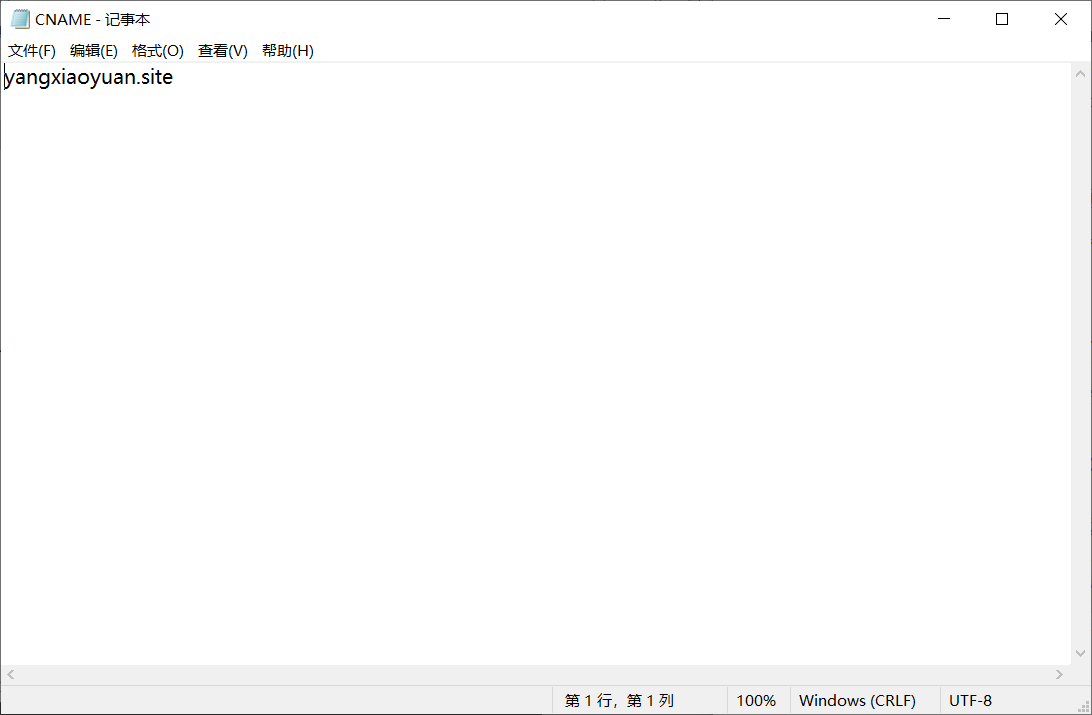 CNAME - 记事本
文件(F) 编辑(E) 格式(O) 查看(V) 帮助(H)
yangxiaoyuan.site
第 1 行，第 1 列 100% Windows (CRLF) UTF-8